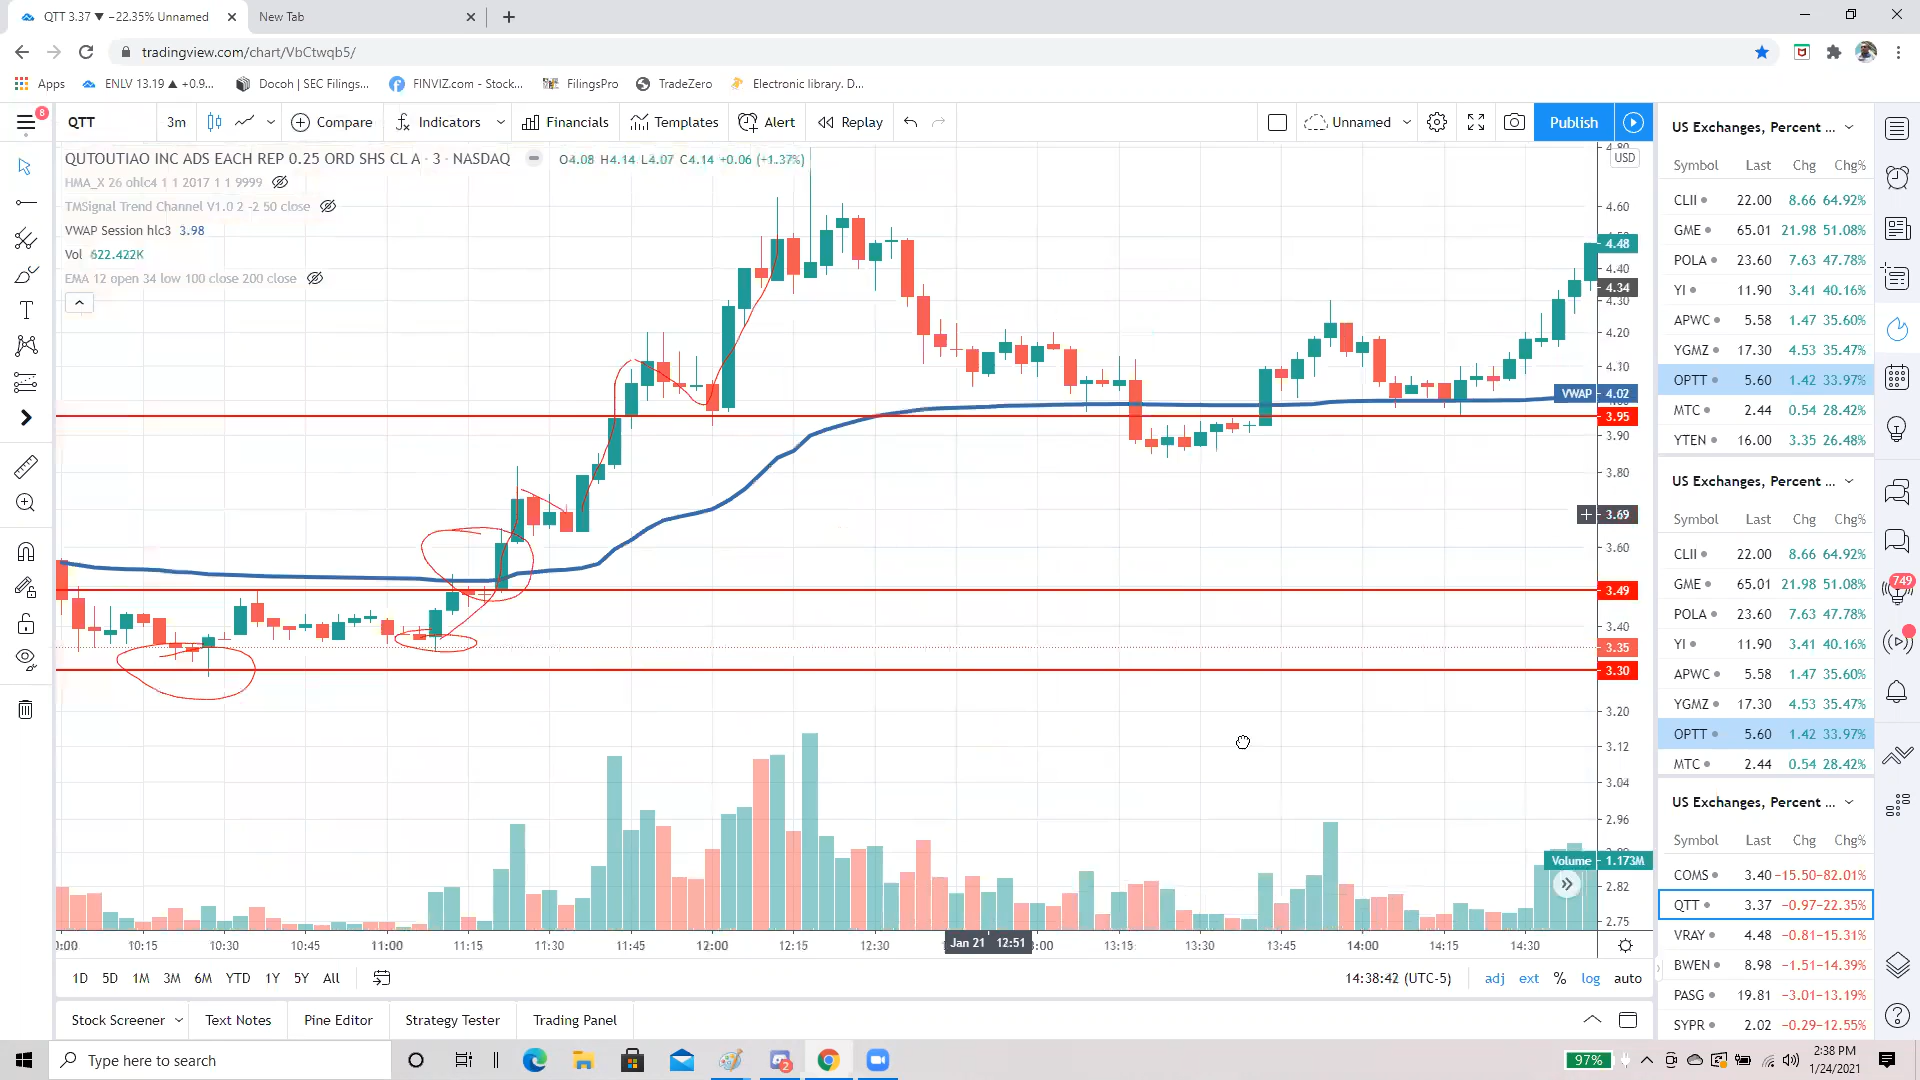 QTT 3.37 ▼ −22.35% Unnamed
New Tab
tradingview.com/chart/VbCtwqb5/
Apps
ENLV 13.19 ▲ +0.9...
Docoh | SEC Filings...
FINVIZ.com - Stock...
FilingsPro
TradeZero
Electronic library. D...
8
QTT 3m Compare Indicators Financials Templates Alert Replay Unnamed Publish
QUTOUTIAO INC ADS EACH REP 0.25 ORD SHS CL A · 3 · NASDAQ O4.08 H4.14 L4.07 C4.14 +0.06 (+1.37%)
HMA_X 26 ohlc4 1 1 2017 1 1 9999
TMSignal Trend Channel V1.0 2 -2 50 close
VWAP Session hlc3 3.98
Vol 622.422K
EMA 12 open 34 low 100 close 200 close
4.80
USD
4.60
4.48
4.40
4.34
4.30
4.20
4.10
VWAP 4.02
3.95
3.90
3.80
3.69
3.60
3.49
3.40
3.35
3.30
3.20
3.12
3.04
2.96
Volume 1.173M
2.82
2.75
10:15 10:30 10:45 11:00 11:15 11:30 11:45 12:00 12:15 12:30 Jan 21 12:51 13:15 13:30 13:45 14:00 14:15 14:30
1D 5D 1M 3M 6M YTD 1Y 5Y All
14:38:42 (UTC-5) adj ext % log auto
Stock Screener Text Notes Pine Editor Strategy Tester Trading Panel
US Exchanges, Percent ...
Symbol Last Chg Chg%
CLII 22.00 8.66 64.92%
GME 65.01 21.98 51.08%
POLA 23.60 7.63 47.78%
YI 11.90 3.41 40.16%
APWC 5.58 1.47 35.60%
YGMZ 17.30 4.53 35.47%
OPTT 5.60 1.42 33.97%
MTC 2.44 0.54 28.42%
YTEN 16.00 3.35 26.48%
US Exchanges, Percent ...
Symbol Last Chg Chg%
CLII 22.00 8.66 64.92%
GME 65.01 21.98 51.08%
POLA 23.60 7.63 47.78%
YI 11.90 3.41 40.16%
APWC 5.58 1.47 35.60%
YGMZ 17.30 4.53 35.47%
OPTT 5.60 1.42 33.97%
MTC 2.44 0.54 28.42%
US Exchanges, Percent ...
Symbol Last Chg Chg%
COMS 3.40 −15.50 −82.01%
QTT 3.37 −0.97 −22.35%
VRAY 4.48 −0.81 −15.31%
BWEN 8.98 −1.51 −14.39%
PASG 19.81 −3.01 −13.19%
SYPR 2.02 −0.29 −12.55%
749
Type here to search
2
97%
2:38 PM
1/24/2021